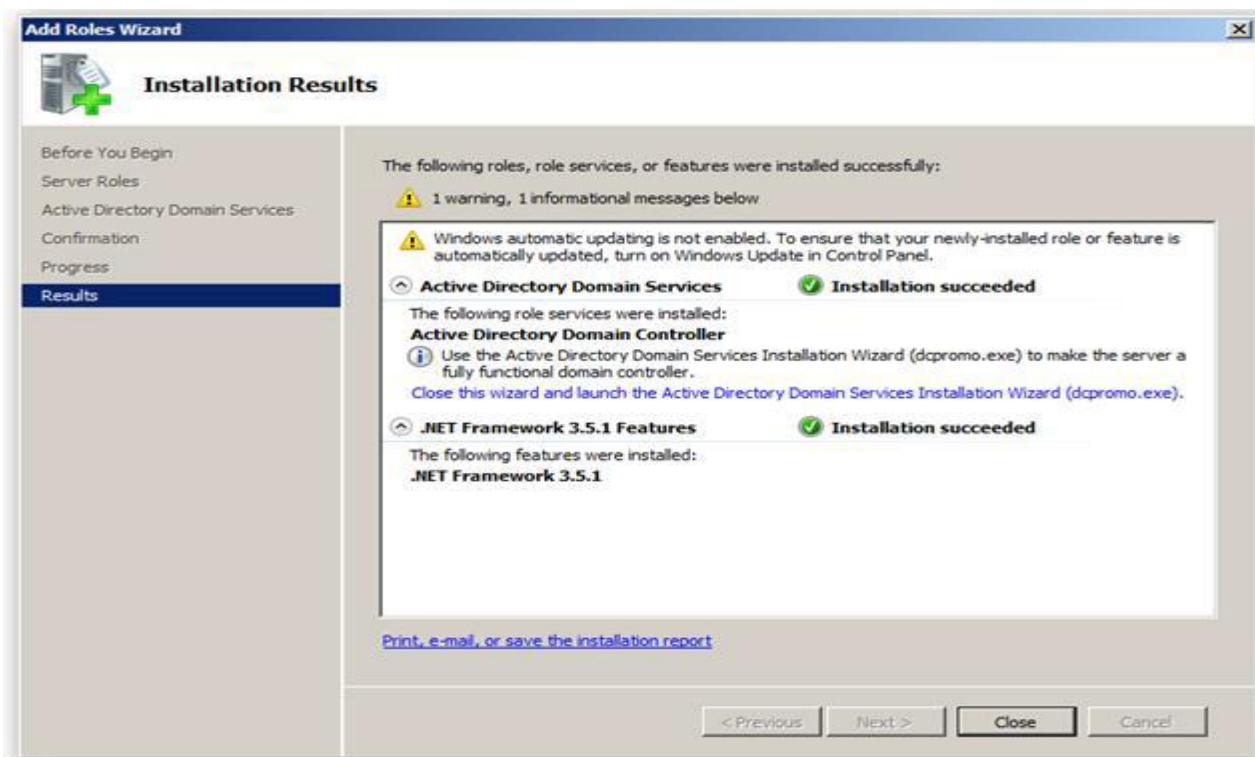 Add Roles Wizard
Installation Results
Before You Begin
Server Roles
Active Directory Domain Services
Confirmation
Progress
Results
The following roles, role services, or features were installed successfully:
1 warning, 1 informational messages below
Windows automatic updating is not enabled. To ensure that your newly-installed role or feature is
automatically updated, turn on Windows Update in Control Panel.
Active Directory Domain Services Installation succeeded
The following role services were installed:
Active Directory Domain Controller
Use the Active Directory Domain Services Installation Wizard (dcpromo.exe) to make the server a
fully functional domain controller.
Close this wizard and launch the Active Directory Domain Services Installation Wizard (dcpromo.exe).
.NET Framework 3.5.1 Features Installation succeeded
The following features were installed:
.NET Framework 3.5.1
Print, e-mail, or save the installation report
< Previous Next > Close Cancel